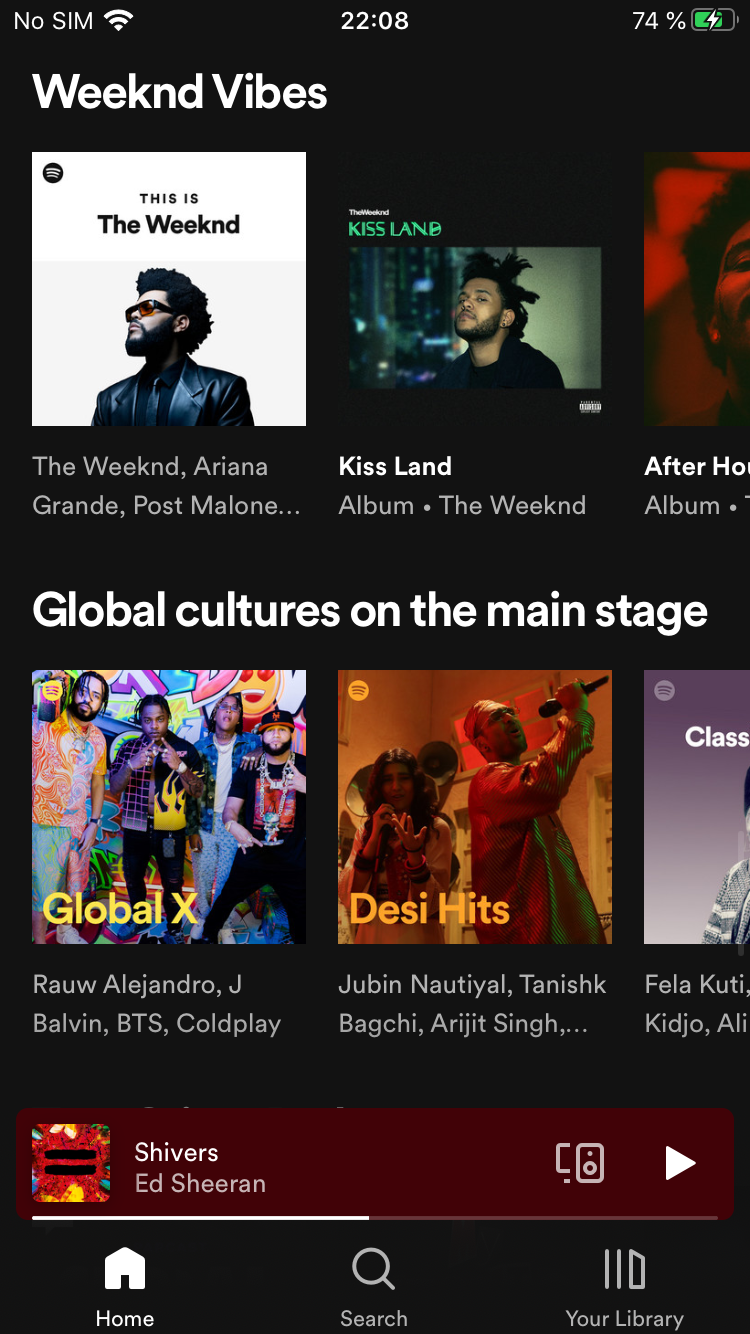 No SIM 22:08 74 %
Weeknd Vibes
THIS IS
The Weeknd
TheWeeknd
KISS LAND
The Weeknd, Ariana
Grande, Post Malone...
Kiss Land
Album • The Weeknd
After Hou
Album •
Global cultures on the main stage
Global X
Desi Hits
Class
Rauw Alejandro, J
Balvin, BTS, Coldplay
Jubin Nautiyal, Tanishk
Bagchi, Arijit Singh,...
Fela Kuti,
Kidjo, Ali
Shivers
Ed Sheeran
Home
Search
Your Library